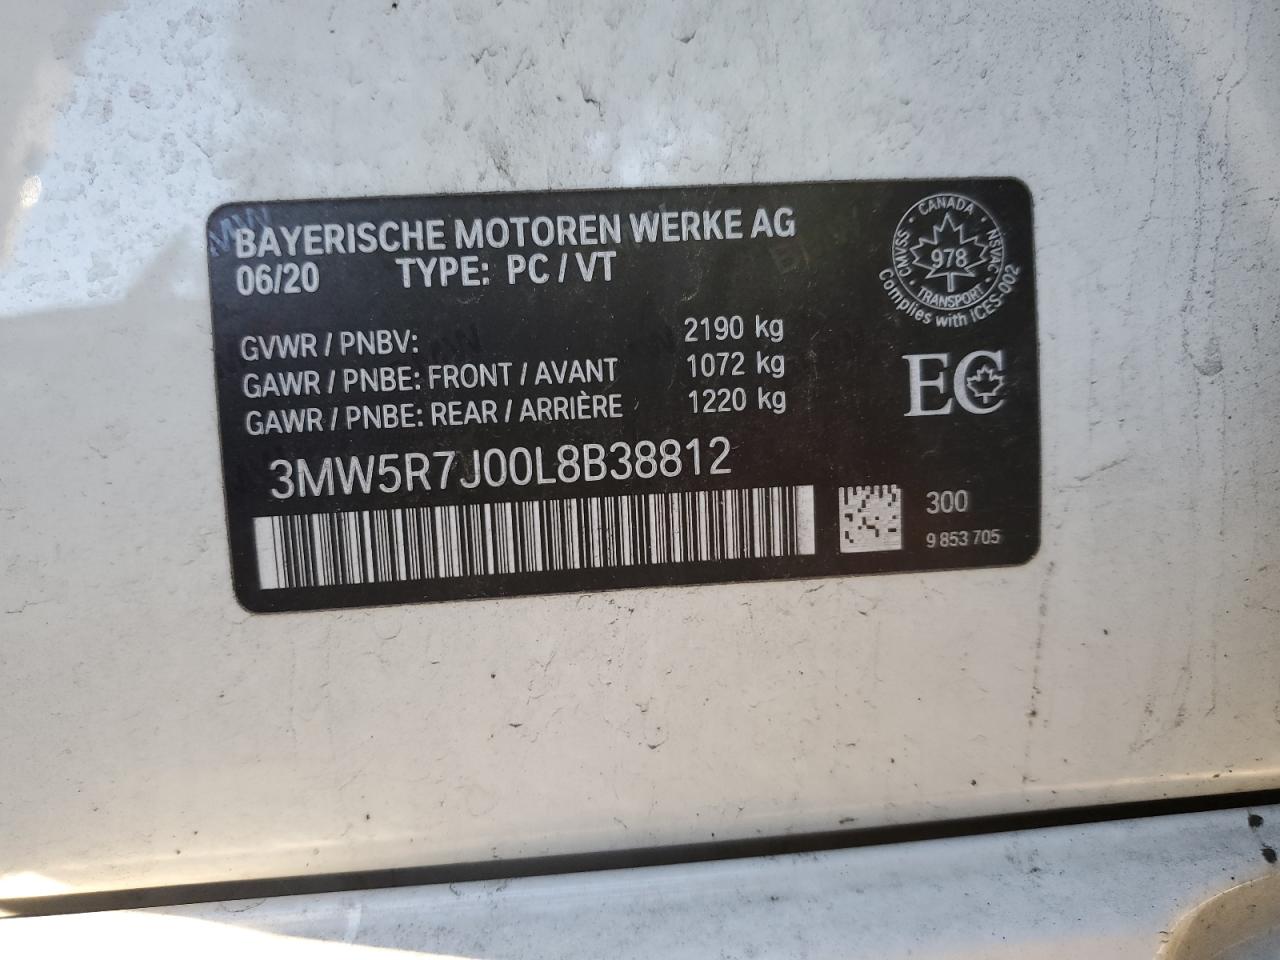 BAYERISCHE MOTOREN WERKE AG
06/20 TYPE: PC / VT
GVWR / PNBV: 2190 kg
GAWR / PNBE: FRONT / AVANT 1072 kg
GAWR / PNBE: REAR / ARRIÈRE 1220 kg
3MW5R7J00L8B38812
CANADA
CMVSS 978 NSVAC
TRANSPORT
Complies with ICES-002
EC
300
9 853 705